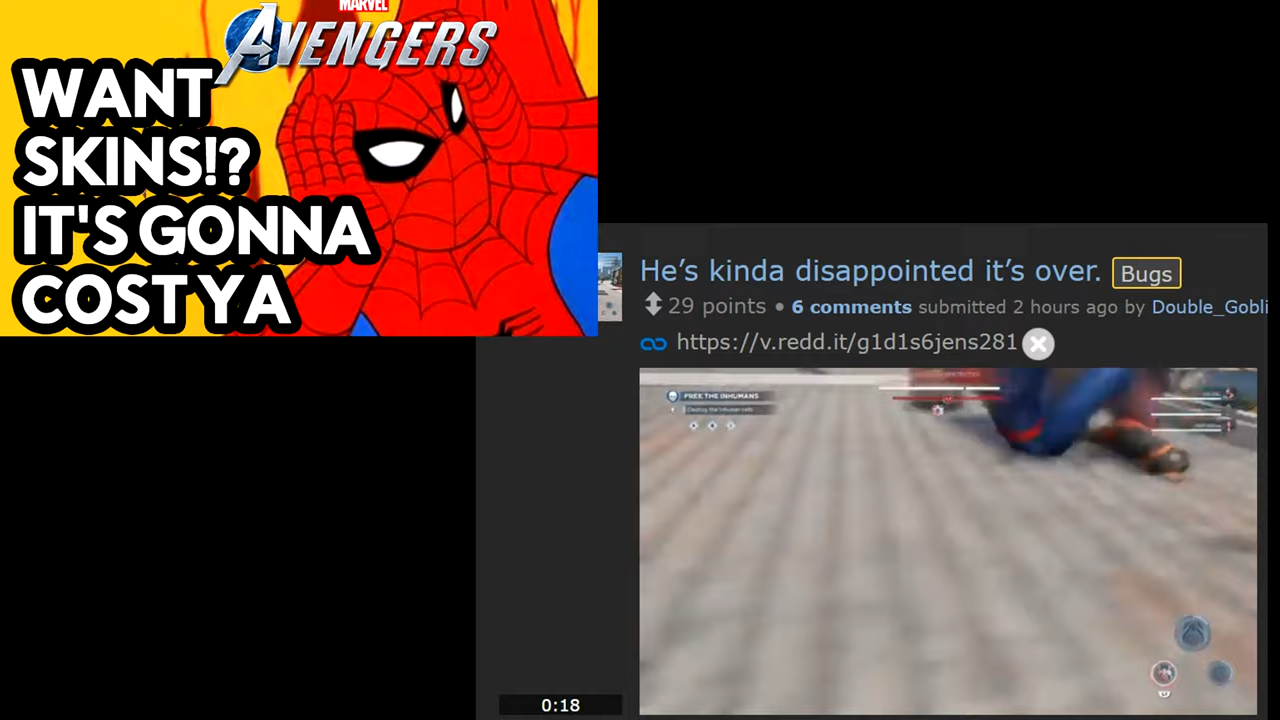 MARVEL
AVENGERS
WANT
SKINS!?
IT'S GONNA
COST YA
He’s kinda disappointed it’s over. Bugs
29 points • 6 comments submitted 2 hours ago by Double_Gobli
https://v.redd.it/g1d1s6jens281
FREE THE INHUMANS
Destroy the Inhuman cells
0:18